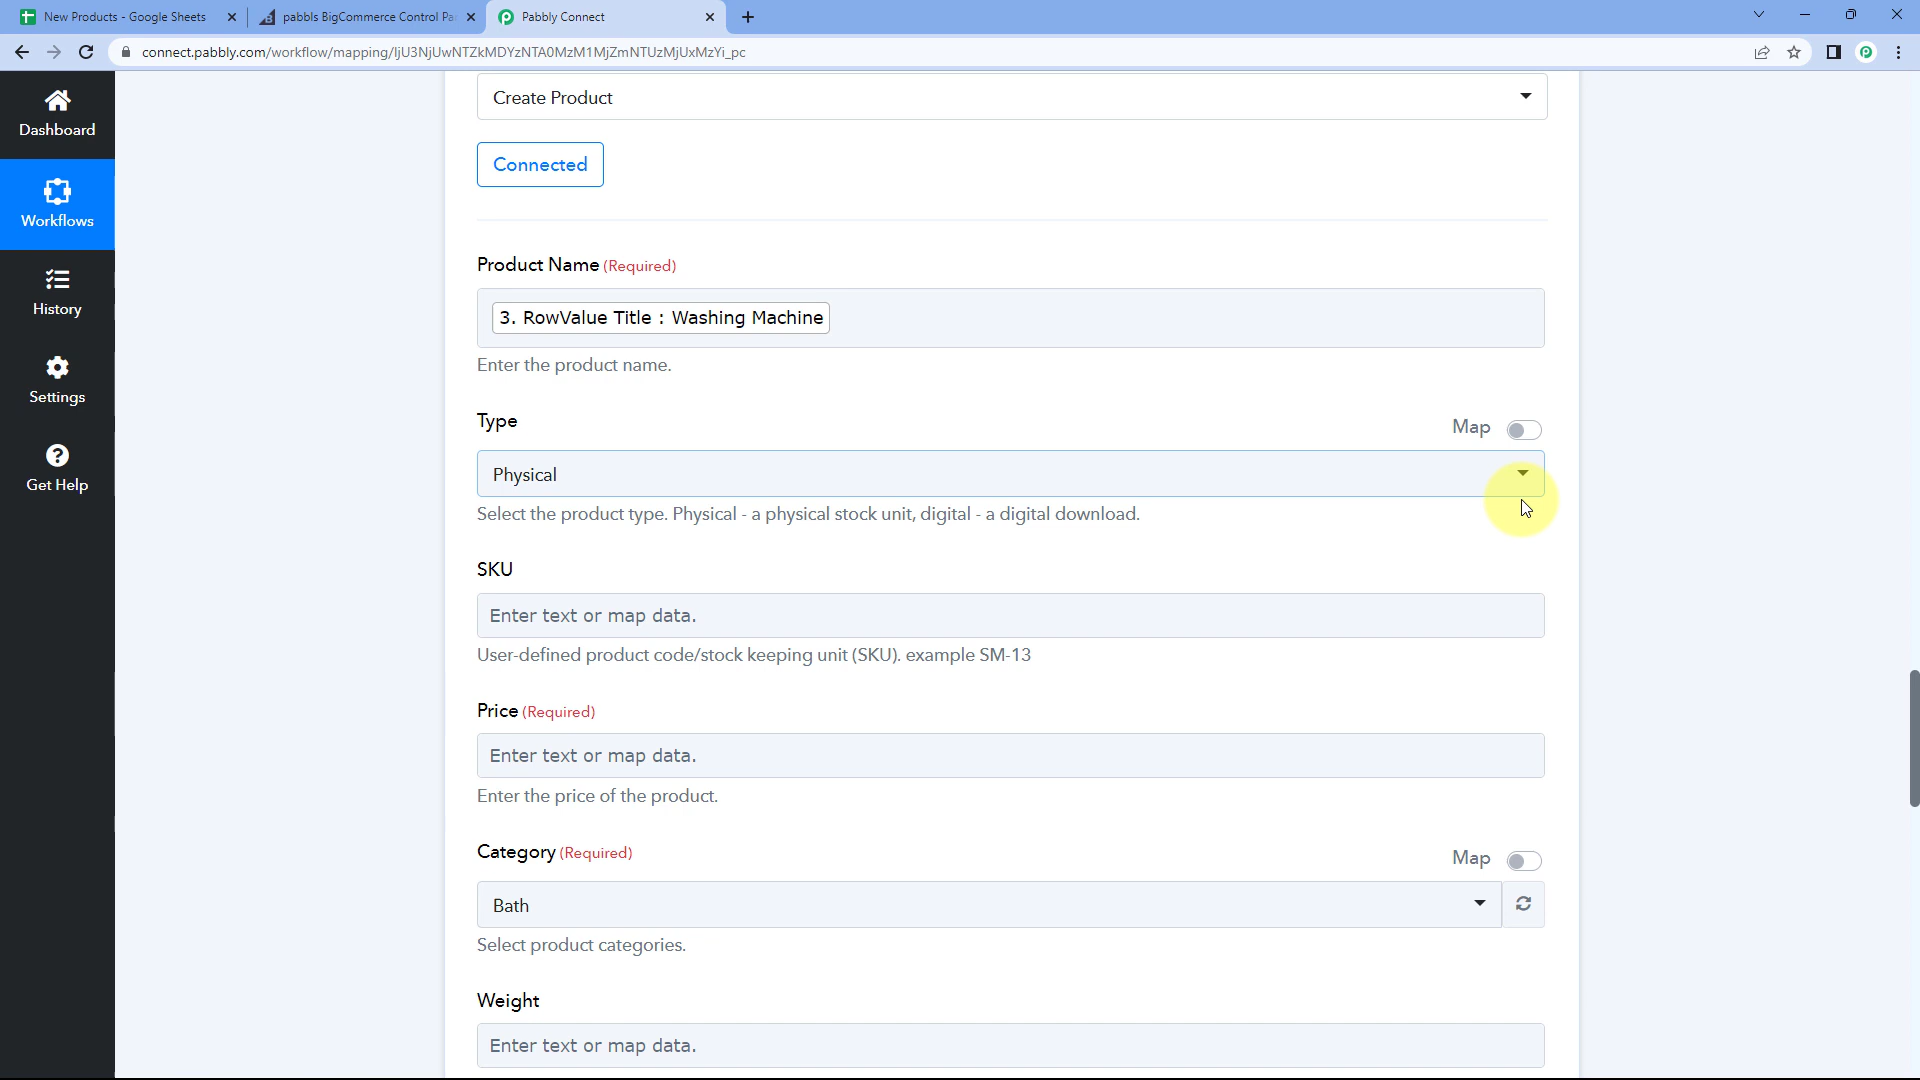 New Products - Google Sheets
pabbls BigCommerce Control Pa
Pabbly Connect
connect.pabbly.com/workflow/mapping/IjU3NjUwNTZkMDYzNTA0MzM1MjZmNTUzMjUxMzYi_pc
Dashboard
Workflows
History
Settings
Get Help
Create Product
Connected
Product Name (Required)
3. RowValue Title : Washing Machine
Enter the product name.
Type
Map
Physical
Select the product type. Physical - a physical stock unit, digital - a digital download.
SKU
Enter text or map data.
User-defined product code/stock keeping unit (SKU). example SM-13
Price (Required)
Enter text or map data.
Enter the price of the product.
Category (Required)
Map
Bath
Select product categories.
Weight
Enter text or map data.